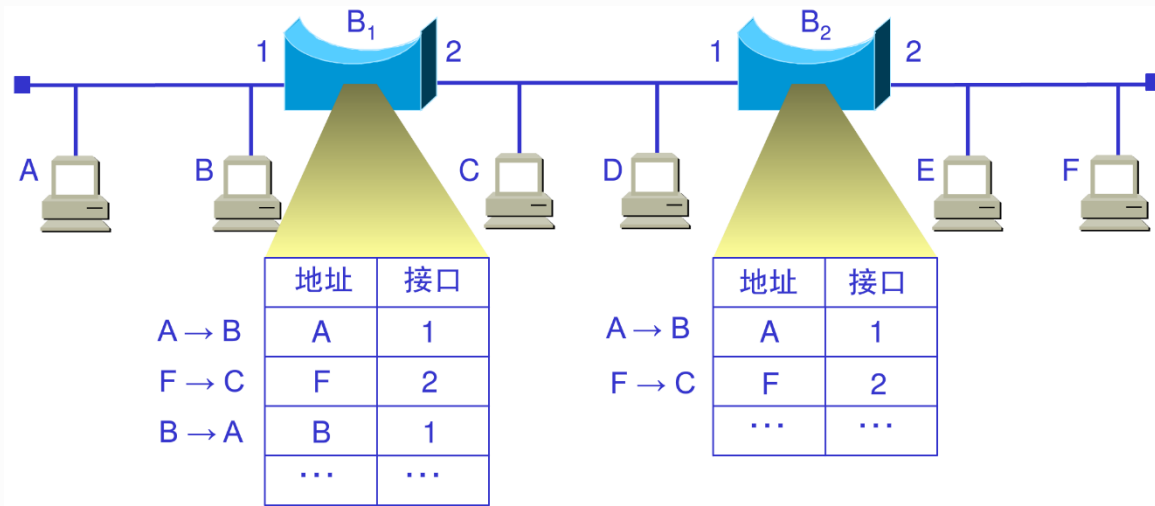 B₁
B₂
1 2 1 2
A B C D E F
地址 接口 地址 接口
A → B A 1 A → B A 1
F → C F 2 F → C F 2
B → A B 1 ⋯ ⋯
⋯ ⋯